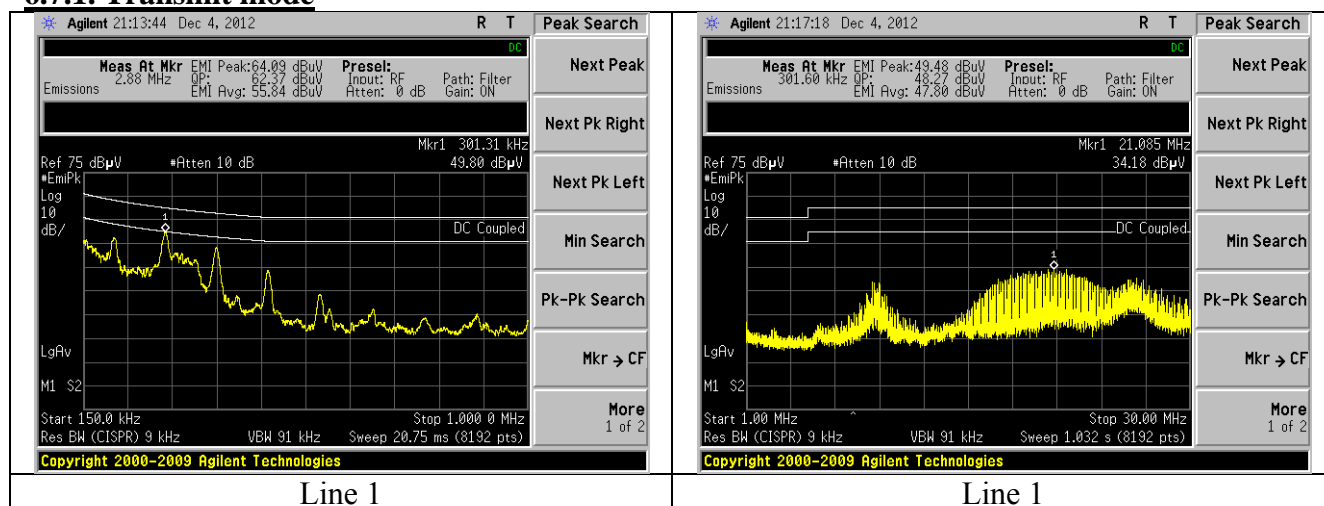 6.7.1. Transmit mode
Agilent 21:13:44 Dec 4, 2012 R T
Peak Search
DC
Meas At Mkr EMI Peak:64.09 dBuV Presel:
2.88 MHz QP: 62.37 dBuV Input: RF Path: Filter
Emissions EMI Avg: 55.84 dBuV Atten: 0 dB Gain: ON
Mkr1 301.31 kHz
Ref 75 dBµV #Atten 10 dB 49.80 dBµV
#EmiPk
Log
10
dB/
1
DC Coupled
LgAv
M1 S2
Start 150.0 kHz Stop 1.000 0 MHz
Res BW (CISPR) 9 kHz VBW 91 kHz Sweep 20.75 ms (8192 pts)
Copyright 2000-2009 Agilent Technologies
Next Peak
Next Pk Right
Next Pk Left
Min Search
Pk-Pk Search
Mkr → CF
More
1 of 2
Line 1
Agilent 21:17:18 Dec 4, 2012 R T
Peak Search
DC
Meas At Mkr EMI Peak:49.48 dBuV Presel:
301.60 kHz QP: 48.27 dBuV Input: RF Path: Filter
Emissions EMI Avg: 47.80 dBuV Atten: 0 dB Gain: ON
Mkr1 21.085 MHz
Ref 75 dBµV #Atten 10 dB 34.18 dBµV
#EmiPk
Log
10
dB/
DC Coupled
1
LgAv
M1 S2
Start 1.00 MHz ^ Stop 30.00 MHz
Res BW (CISPR) 9 kHz VBW 91 kHz Sweep 1.032 s (8192 pts)
Copyright 2000-2009 Agilent Technologies
Next Peak
Next Pk Right
Next Pk Left
Min Search
Pk-Pk Search
Mkr → CF
More
1 of 2
Line 1